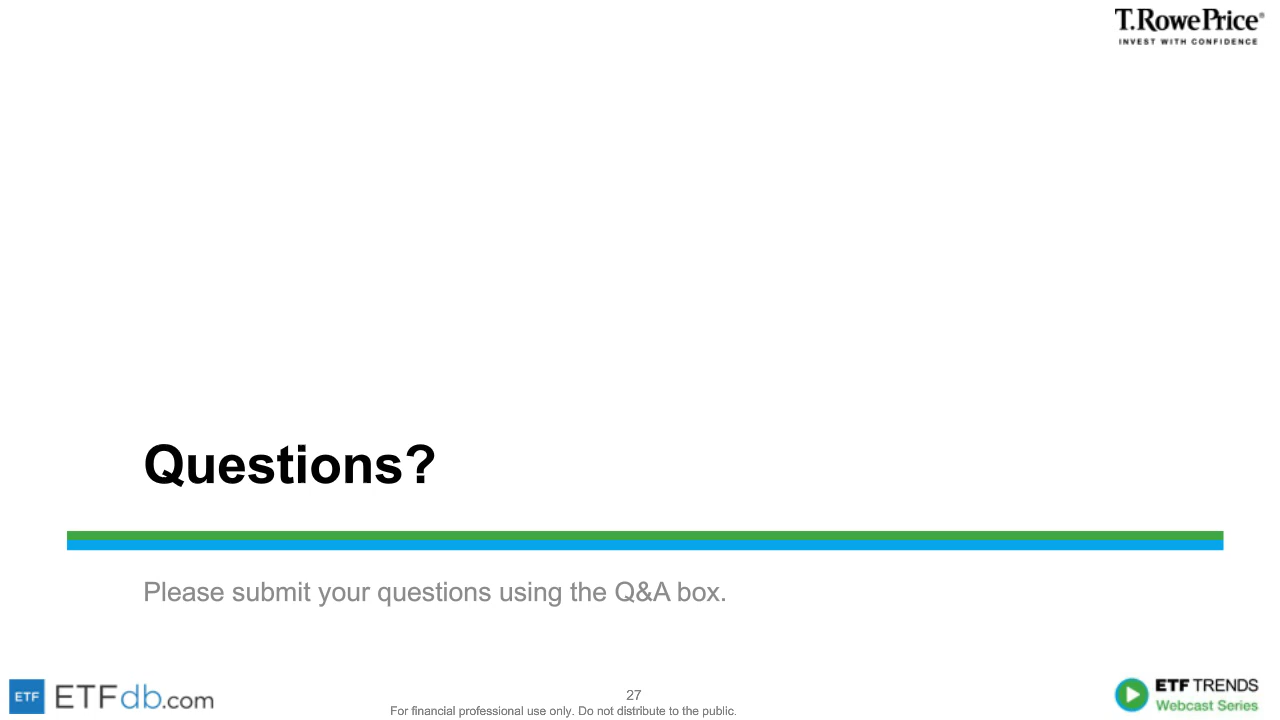 T.RowePrice®
INVEST WITH CONFIDENCE
Questions?
Please submit your questions using the Q&A box.
ETF ETFdb.com
27
For financial professional use only. Do not distribute to the public.
ETF TRENDS
Webcast Series